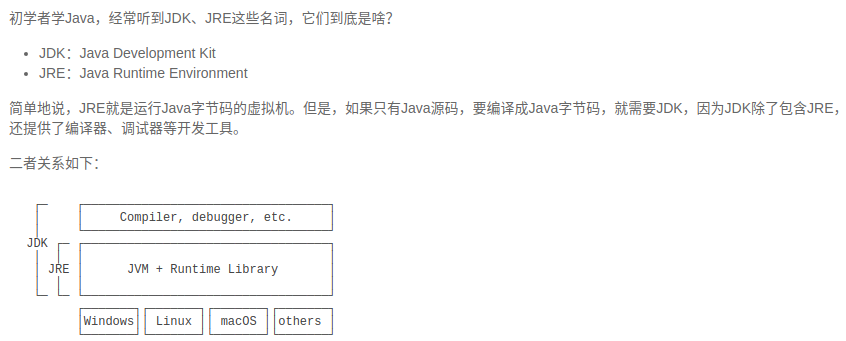 初学者学Java，经常听到JDK、JRE这些名词，它们到底是啥？
• JDK：Java Development Kit
• JRE：Java Runtime Environment
简单地说，JRE就是运行Java字节码的虚拟机。但是，如果只有Java源码，要编译成Java字节码，就需要JDK，因为JDK除了包含JRE，
还提供了编译器、调试器等开发工具。
二者关系如下：
Compiler, debugger, etc.
JDK
JRE JVM + Runtime Library
Windows Linux macOS others